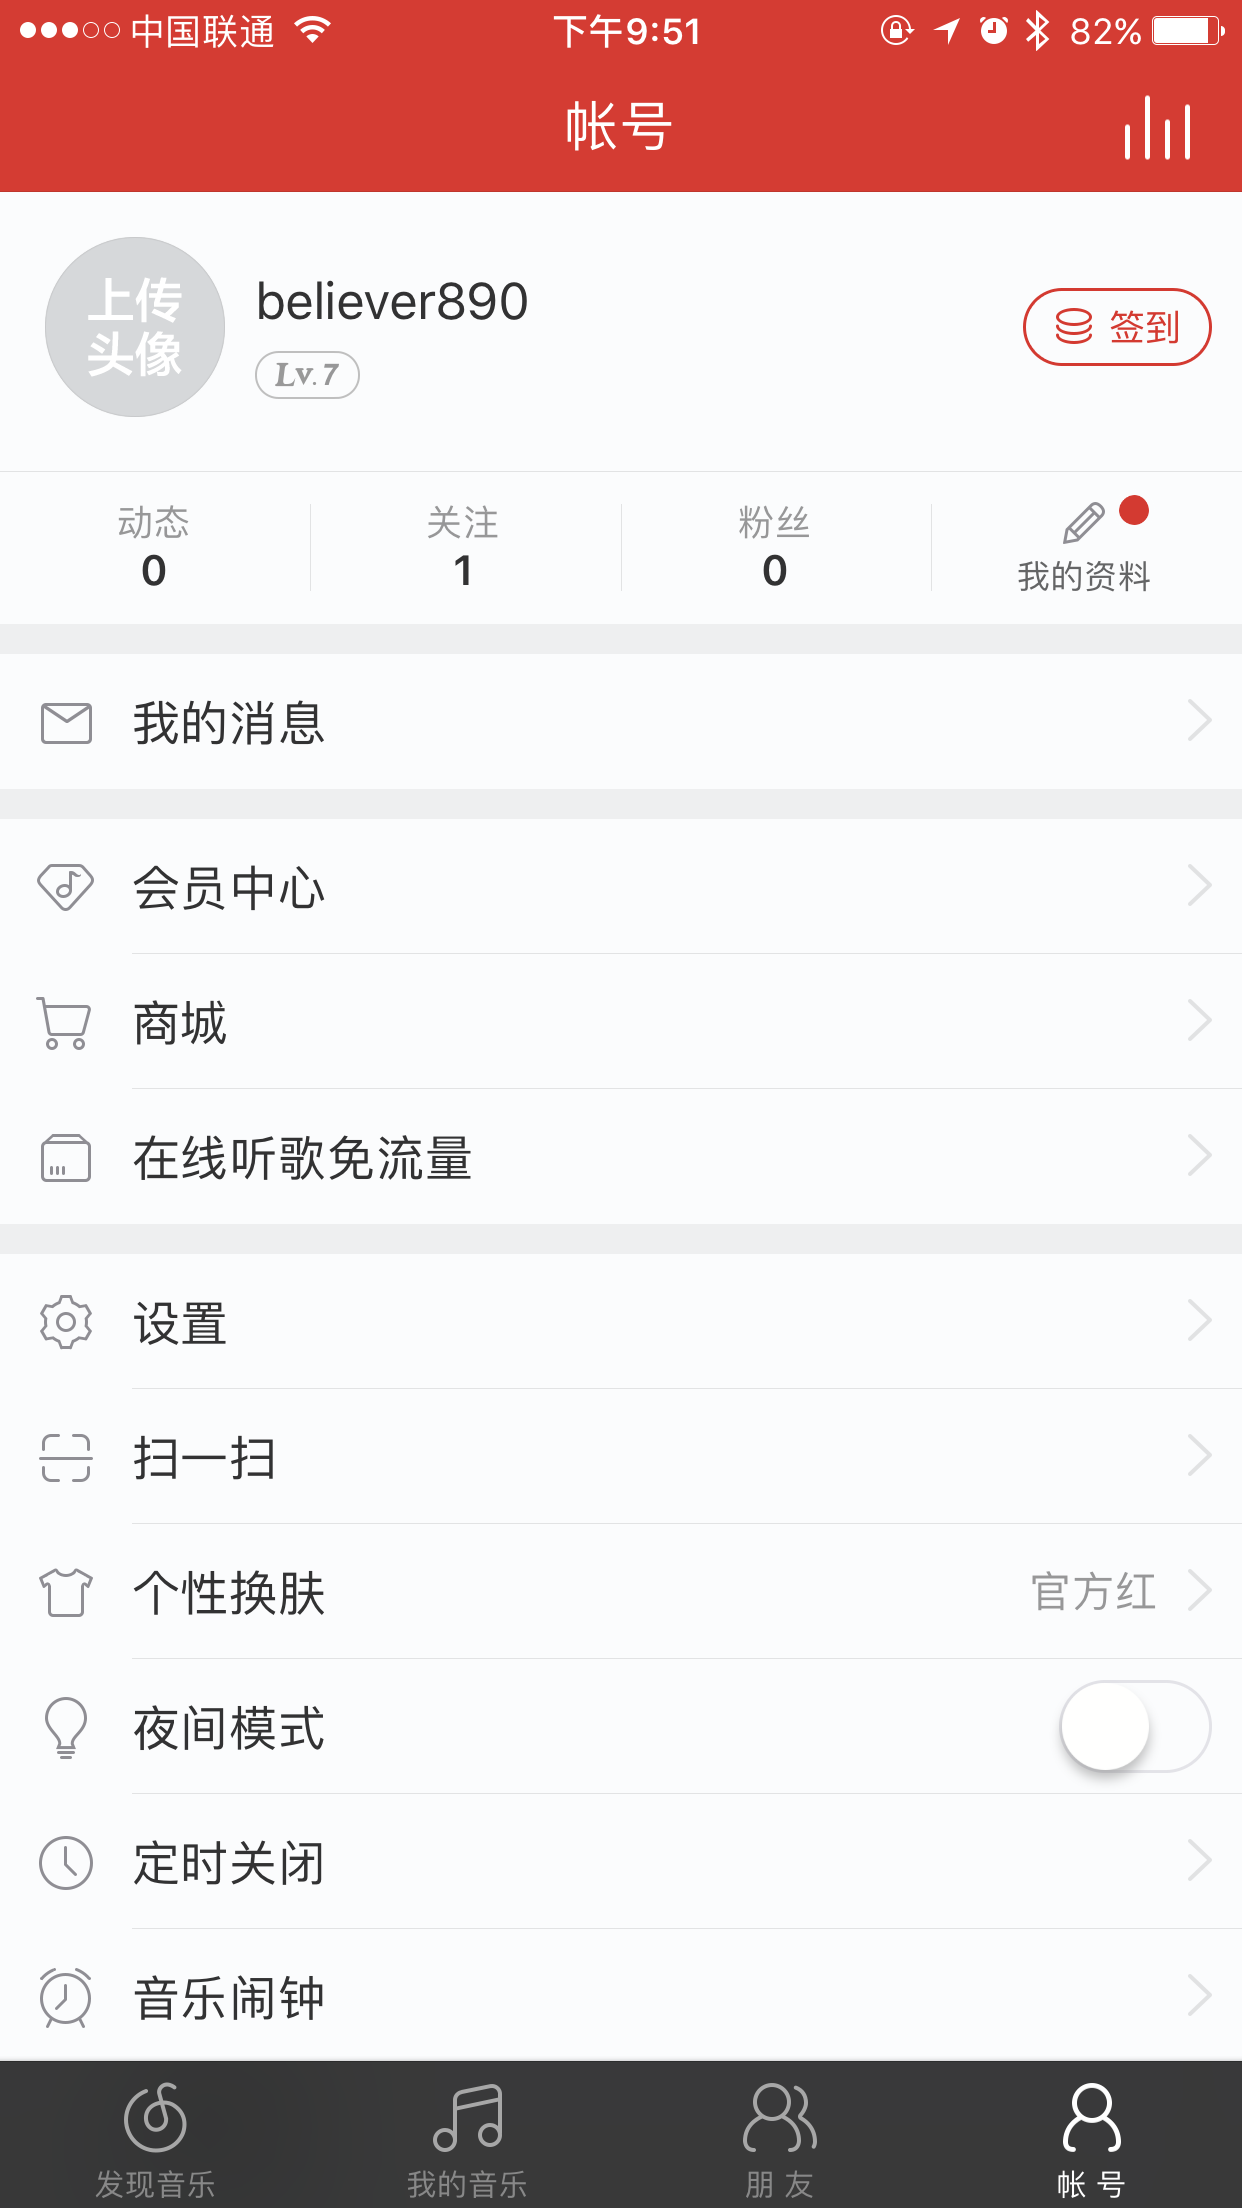 中国联通
下午9:51
82%
帐号
上传
头像
believer890
Lv.7
签到
动态
0
关注
1
粉丝
0
我的资料
我的消息
会员中心
商城
在线听歌免流量
设置
扫一扫
个性换肤
官方红
夜间模式
定时关闭
音乐闹钟
发现音乐
我的音乐
朋友
帐号